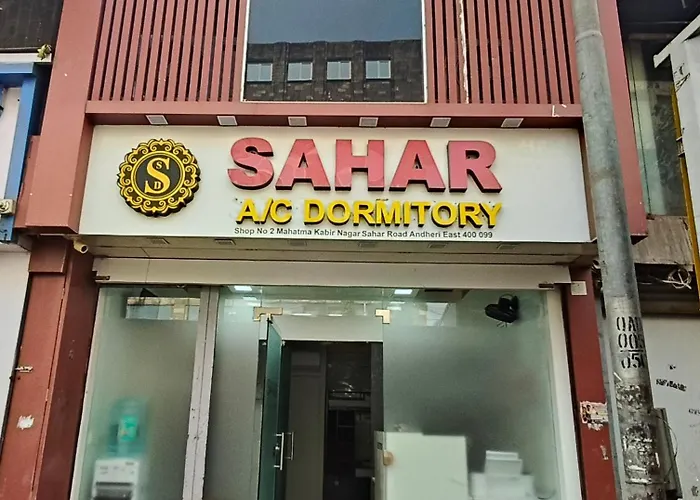 SAHAR
S
S
D
A/C DORMITORY
Shop No 2 Mahatma Kabir Nagar Sahar Road Andheri East 400 099